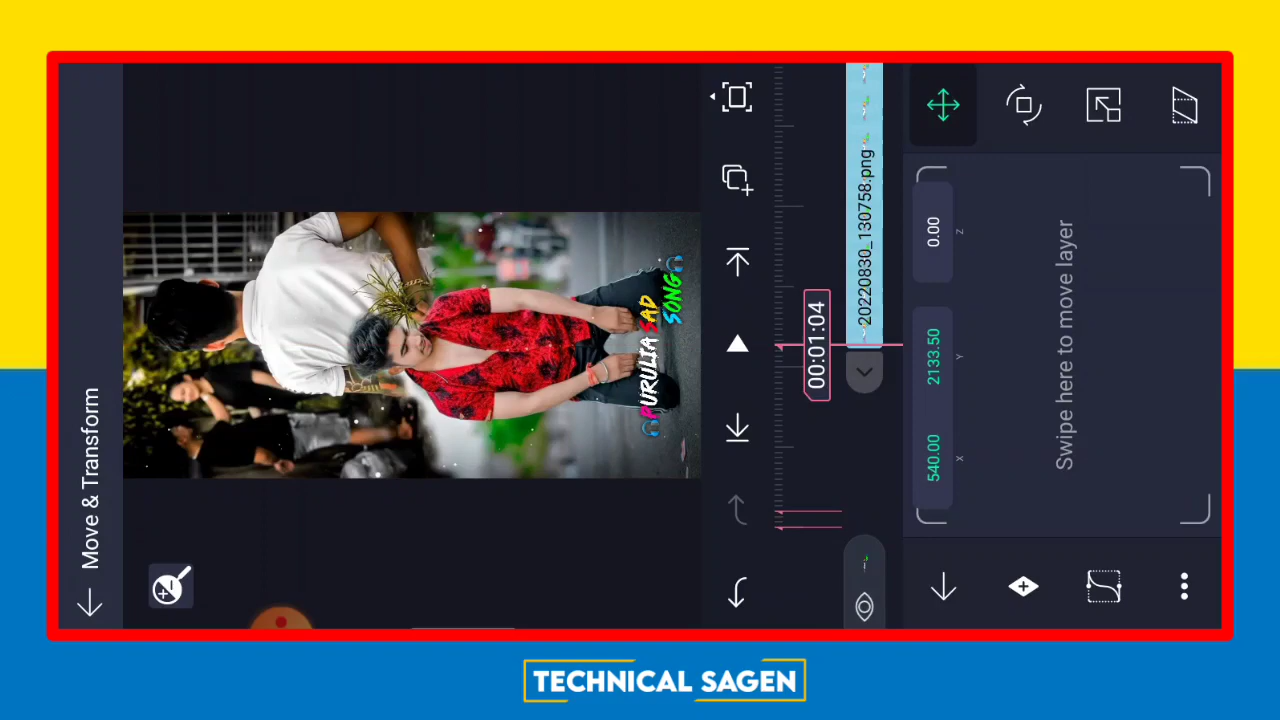 Move & Transform
PURULIA SAD
SONG
00:01:04
20220830_130758.png
540.00
X
2133.50
Y
0.00
Z
Swipe here to move layer
TECHNICAL SAGEN